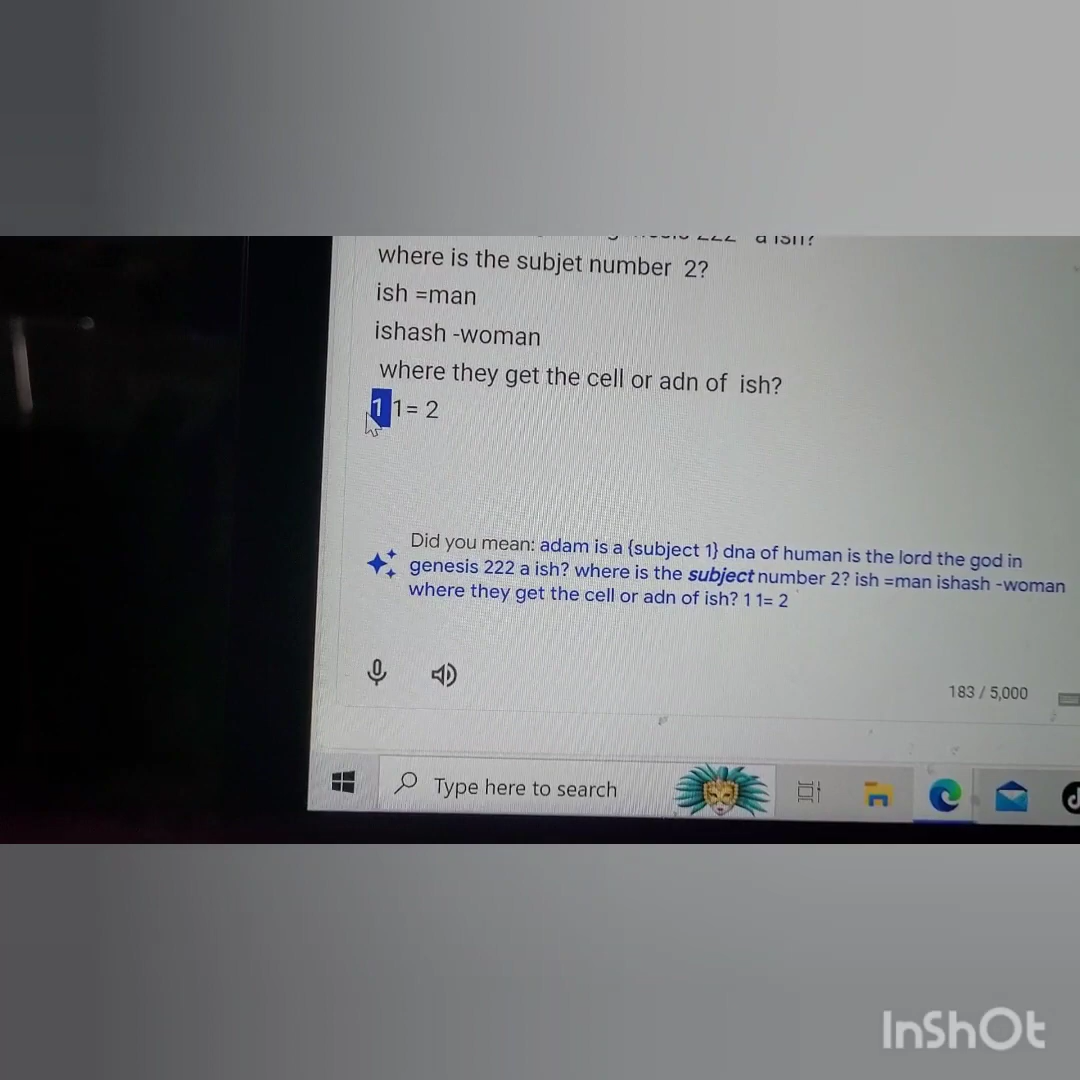 a ish?
where is the subjet number 2?
ish =man
ishash -woman
where they get the cell or adn of ish?
1 1= 2
Did you mean: adam is a {subject 1} dna of human is the lord the god in
genesis 222 a ish? where is the subject number 2? ish =man ishash -woman
where they get the cell or adn of ish? 1 1= 2
183 / 5,000
Type here to search
InShOt